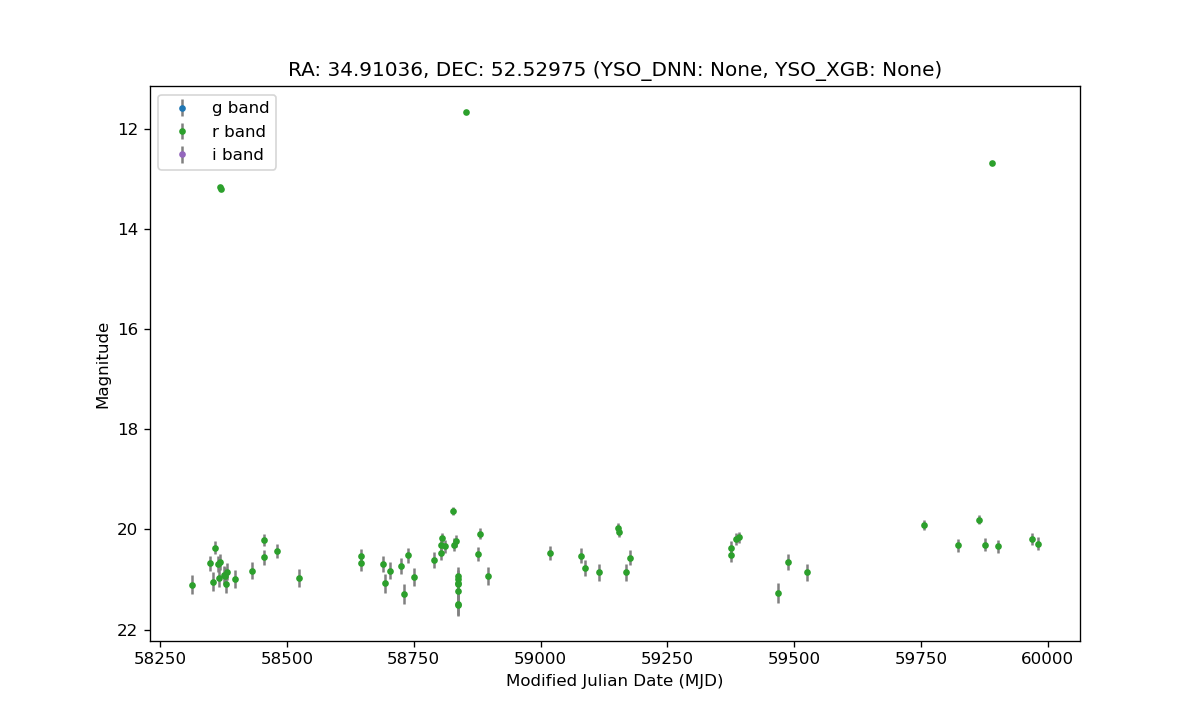 RA: 34.91036, DEC: 52.52975 (YSO_DNN: None, YSO_XGB: None)
g band
r band
i band
Magnitude
12
14
16
18
20
22
58250 58500 58750 59000 59250 59500 59750 60000
Modified Julian Date (MJD)